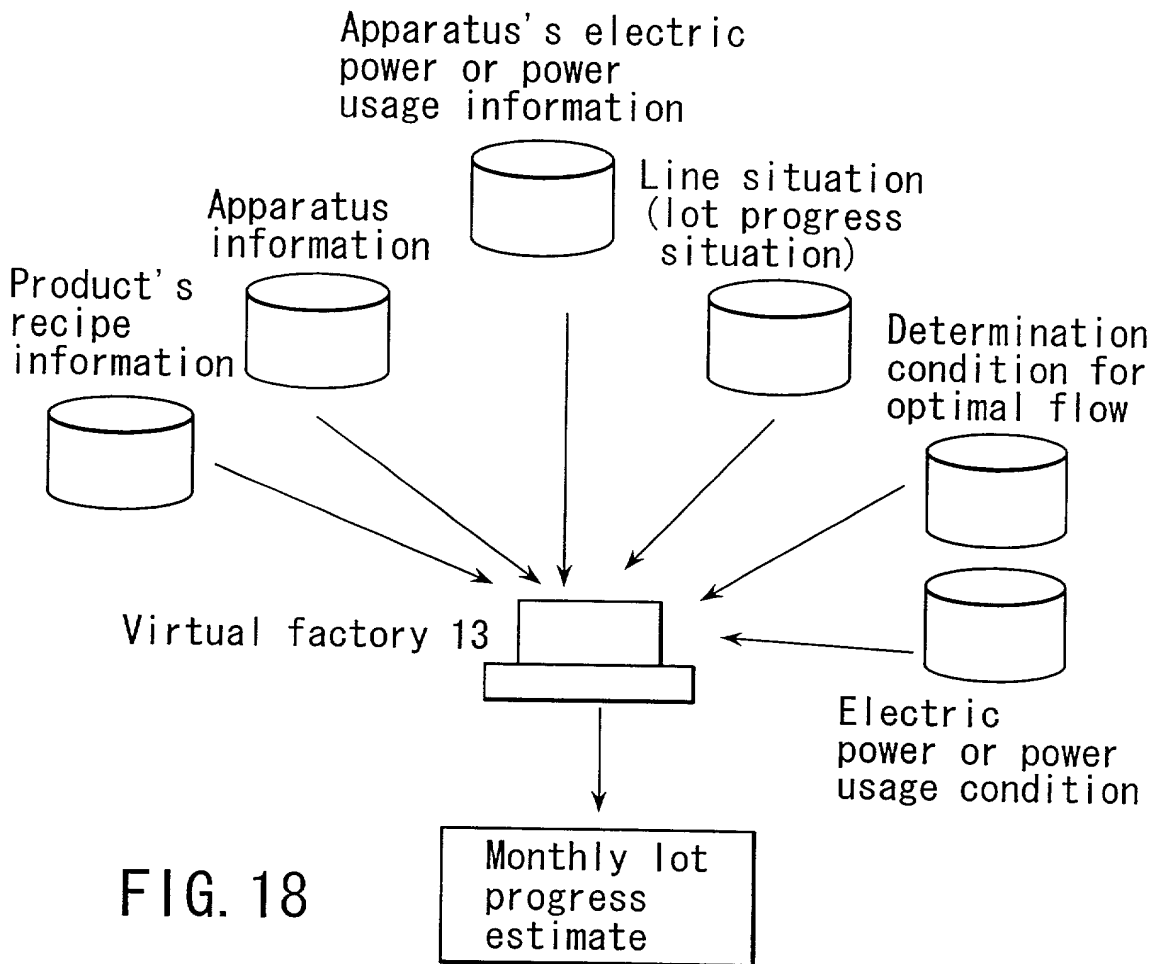 Apparatus's electric
power or power
usage information
Line situation
(lot progress
situation)
Apparatus
information
Product's
recipe
information
Determination
condition for
optimal flow
Virtual factory 13
Electric
power or power
usage condition
Monthly lot
progress
estimate
FIG. 18